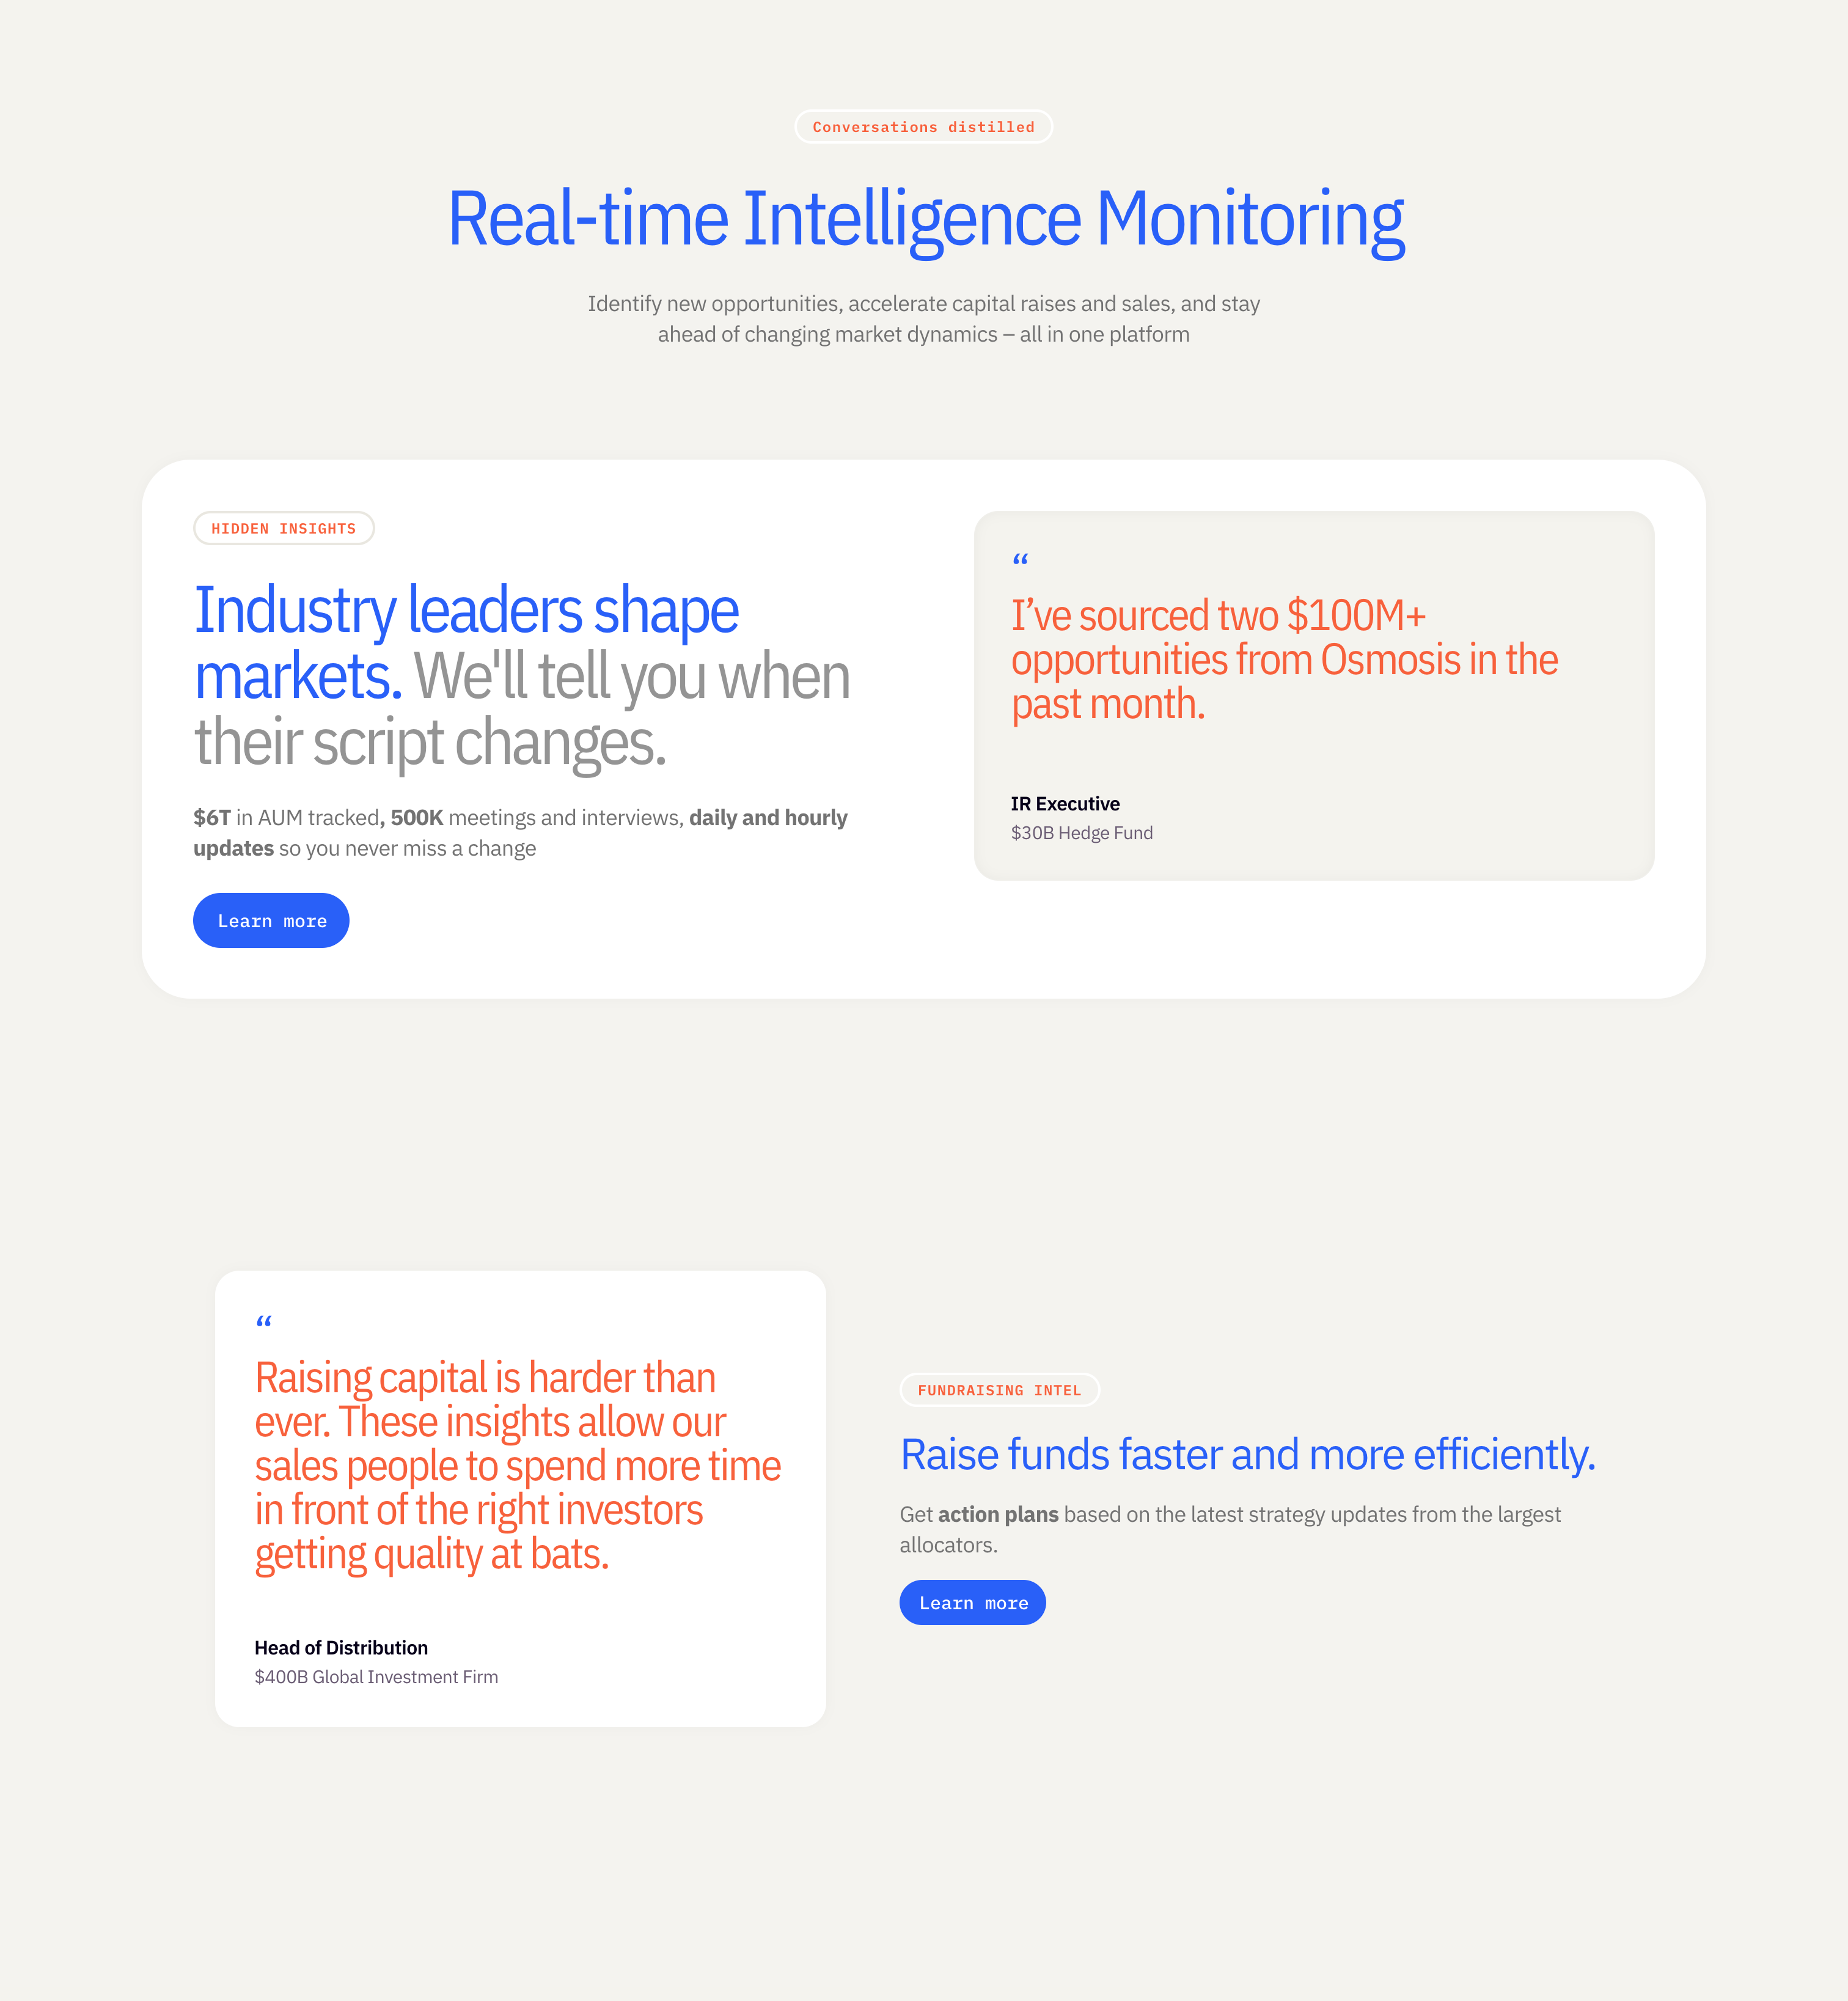 Conversations distilled
Real-time Intelligence Monitoring
Identify new opportunities, accelerate capital raises and sales, and stay
ahead of changing market dynamics – all in one platform
HIDDEN INSIGHTS
Industry leaders shape
markets. We'll tell you when
their script changes.
$6T in AUM tracked, 500K meetings and interviews, daily and hourly
updates so you never miss a change
Learn more
“
I’ve sourced two $100M+
opportunities from Osmosis in the
past month.
IR Executive
$30B Hedge Fund
“
Raising capital is harder than
ever. These insights allow our
sales people to spend more time
in front of the right investors
getting quality at bats.
Head of Distribution
$400B Global Investment Firm
FUNDRAISING INTEL
Raise funds faster and more efficiently.
Get action plans based on the latest strategy updates from the largest
allocators.
Learn more